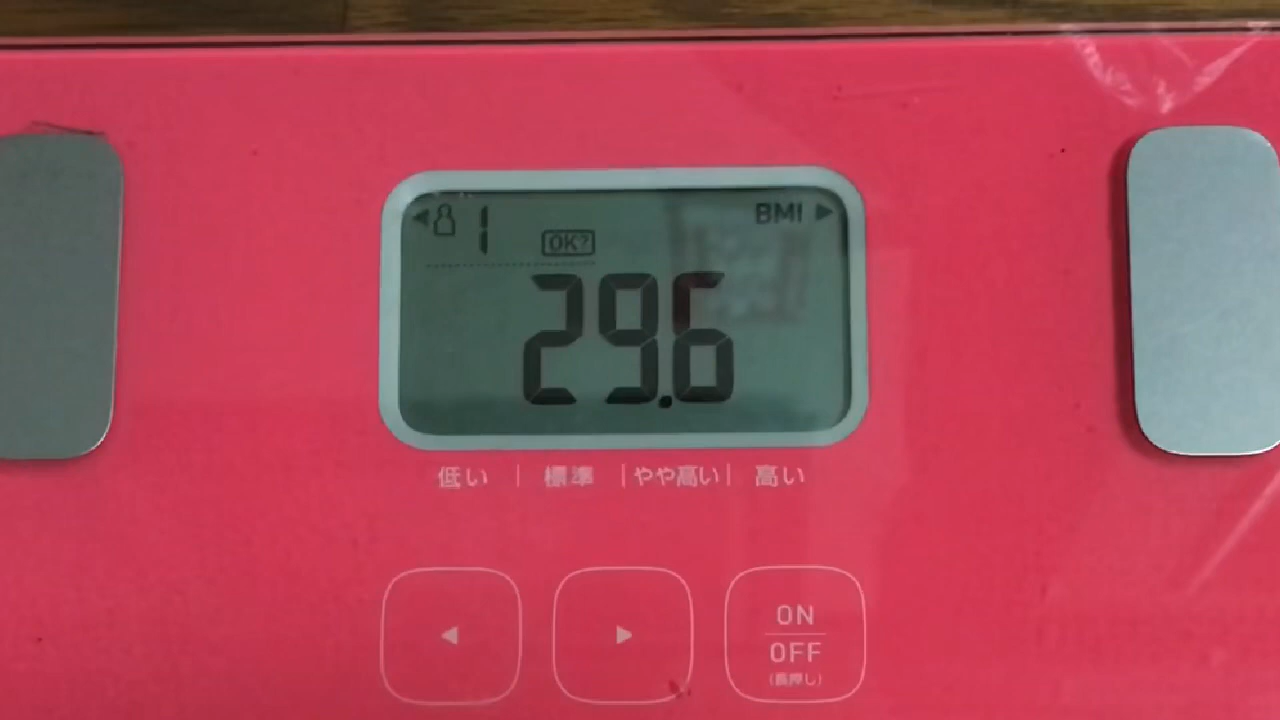 1 BMI
OK?
29.6
低い | 標準 | やや高い | 高い
ON
OFF
(長押し)